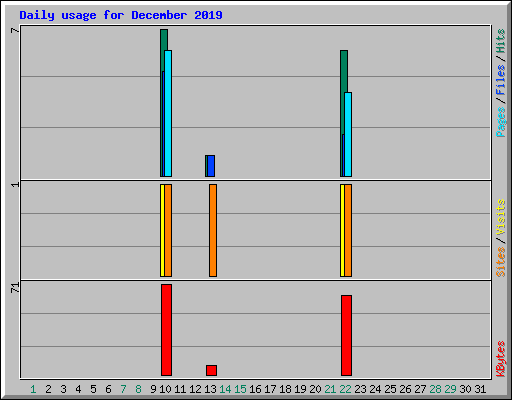 Daily usage for December 2019
7
Pages / Files / Hits
1
Sites / Visits
71
KBytes
1 2 3 4 5 6 7 8 9 10 11 12 13 14 15 16 17 18 19 20 21 22 23 24 25 26 27 28 29 30 31